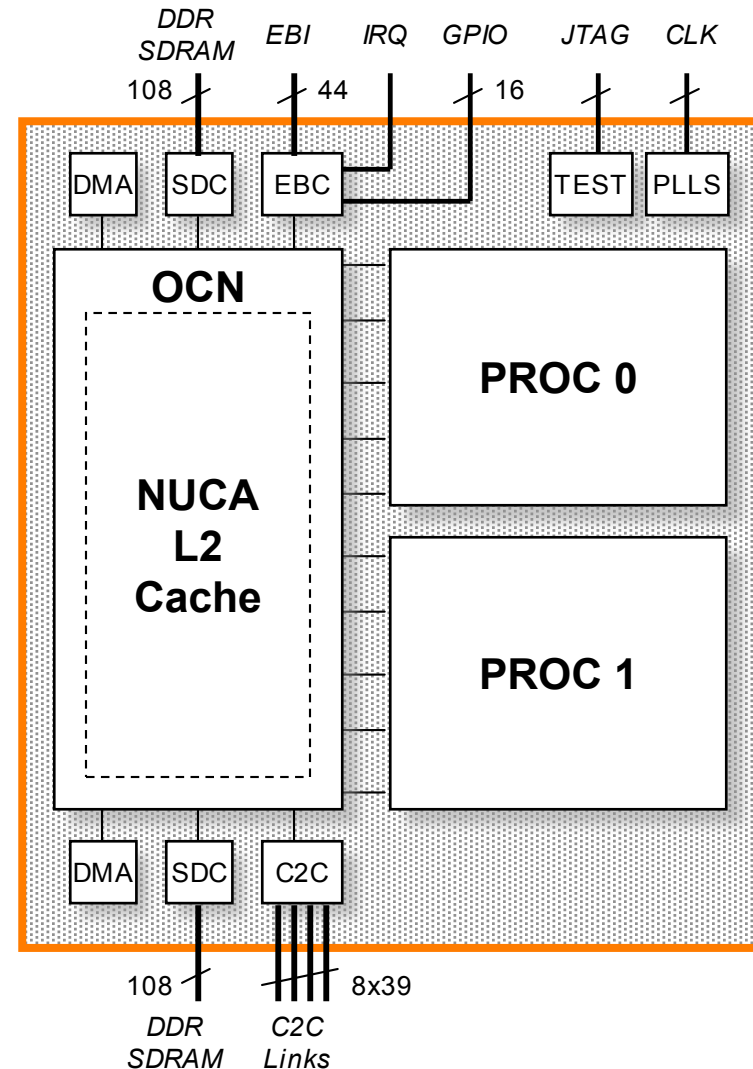 DDR
SDRAM
EBI
IRQ
GPIO
JTAG
CLK
108
44
16
DMA
SDC
EBC
TEST
PLLS
OCN
NUCA
L2
Cache
PROC 0
PROC 1
DMA
SDC
C2C
108
8x39
DDR
SDRAM
C2C
Links